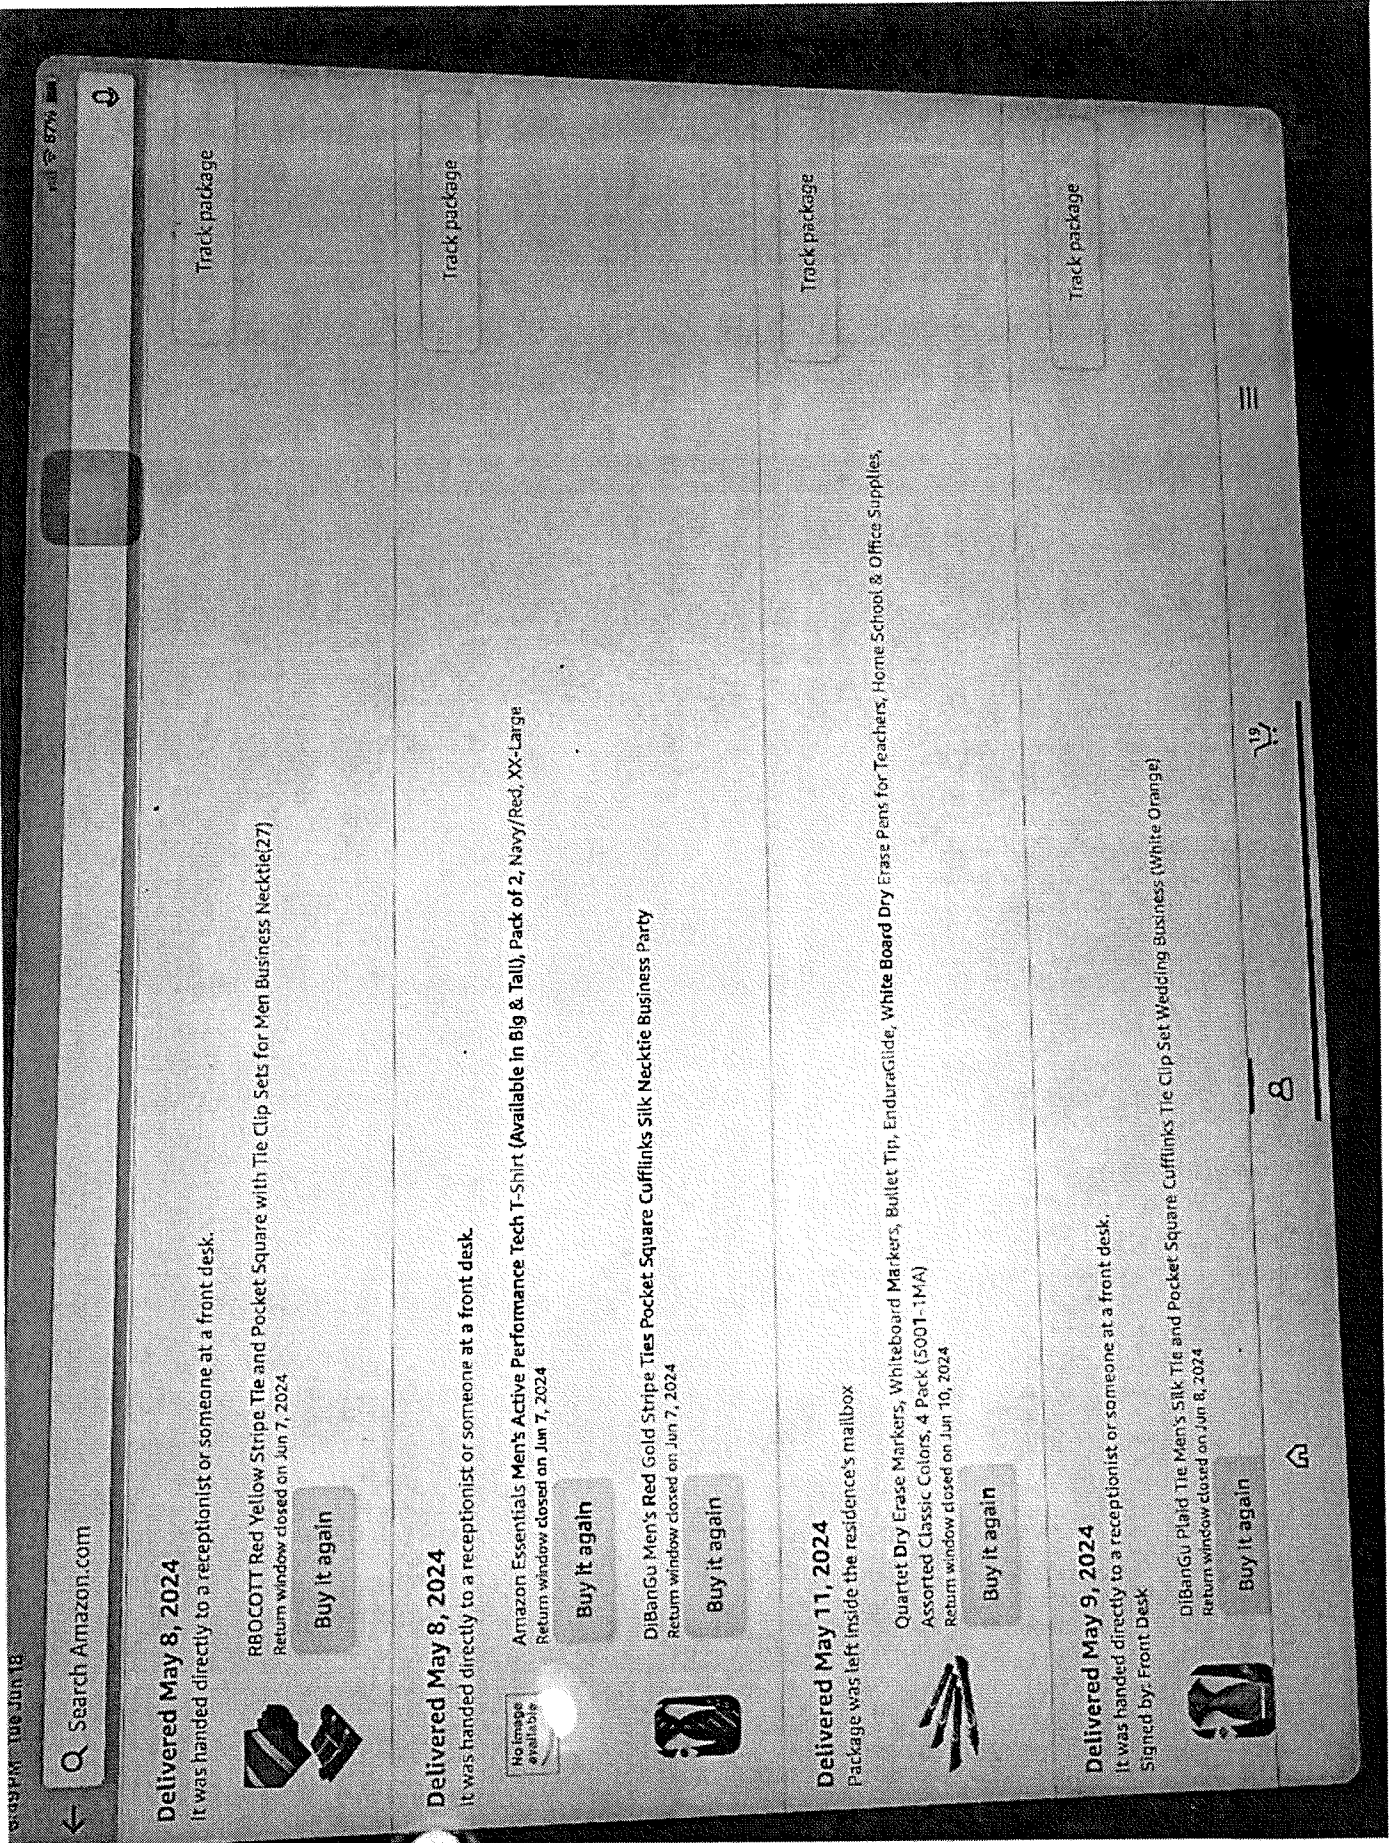 Tue Jun 18
87%
Search Amazon.com
Delivered May 8, 2024
It was handed directly to a receptionist or someone at a front desk.
Track package
RBOCOTT Red Yellow Stripe Tie and Pocket Square with Tie Clip Sets for Men Business Necktie(27)
Return window closed on Jun 7, 2024
Buy it again
Delivered May 8, 2024
It was handed directly to a receptionist or someone at a front desk.
Track package
No image
available
Amazon Essentials Men's Active Performance Tech T-Shirt (Available in Big & Tall), Pack of 2, Navy/Red, XX-Large
Return window closed on Jun 7, 2024
Buy it again
DiBanGu Men's Red Gold Stripe Ties Pocket Square Cufflinks Silk Necktie Business Party
Return window closed on Jun 7, 2024
Buy it again
Delivered May 11, 2024
Package was left inside the residence's mailbox
Track package
Quartet Dry Erase Markers, Whiteboard Markers, Bullet Tip, EnduraGlide, White Board Dry Erase Pens for Teachers, Home School & Office Supplies,
Assorted Classic Colors, 4 Pack (5001-1MA)
Return window closed on Jun 10, 2024
Buy it again
Delivered May 9, 2024
It was handed directly to a receptionist or someone at a front desk.
Signed by: Front Desk
Track package
DiBanGu Plaid Tie Men's Silk Tie and Pocket Square Cufflinks Tie Clip Set Wedding Business (White Orange)
Return window closed on Jun 8, 2024
Buy it again
19